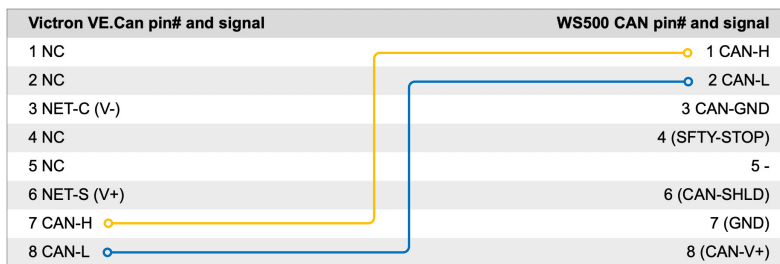 Victron VE.Can pin# and signal WS500 CAN pin# and signal
1 NC 1 CAN-H
2 NC 2 CAN-L
3 NET-C (V-) 3 CAN-GND
4 NC 4 (SFTY-STOP)
5 NC 5 -
6 NET-S (V+) 6 (CAN-SHLD)
7 CAN-H 7 (GND)
8 CAN-L 8 (CAN-V+)